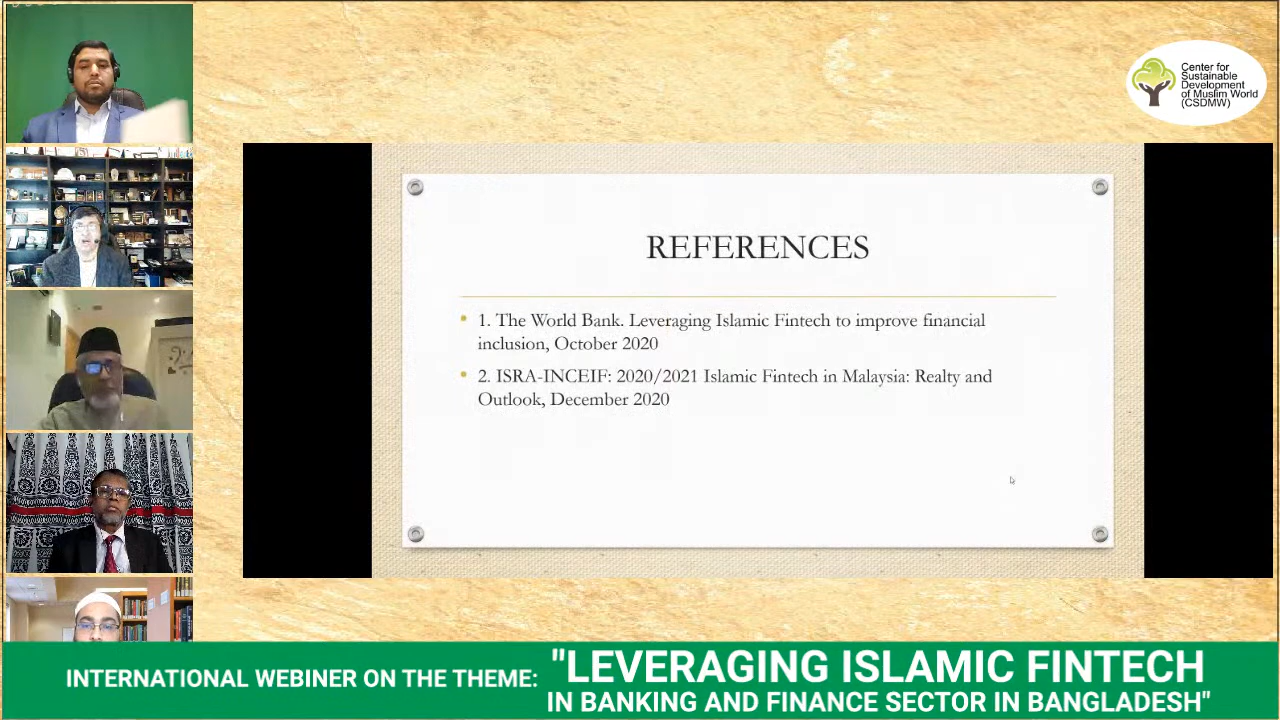 Center for
Sustainable
Development
of Muslim World
(CSDMW)
REFERENCES
1. The World Bank. Leveraging Islamic Fintech to improve financial
inclusion, October 2020
2. ISRA-INCEIF: 2020/2021 Islamic Fintech in Malaysia: Realty and
Outlook, December 2020
INTERNATIONAL WEBINER ON THE THEME:
"LEVERAGING ISLAMIC FINTECH
IN BANKING AND FINANCE SECTOR IN BANGLADESH"